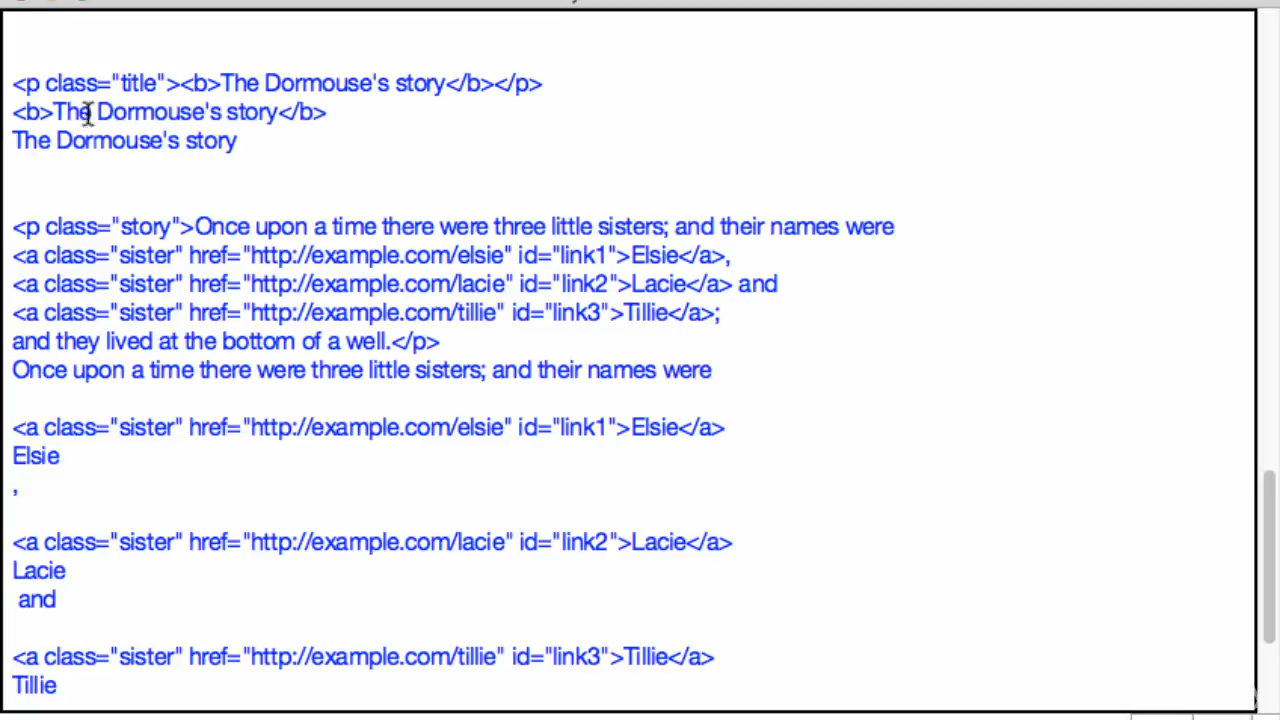 <p class="title"><b>The Dormouse's story</b></p>
<b>The Dormouse's story</b>
The Dormouse's story
<p class="story">Once upon a time there were three little sisters; and their names were
<a class="sister" href="http://example.com/elsie" id="link1">Elsie</a>,
<a class="sister" href="http://example.com/lacie" id="link2">Lacie</a> and
<a class="sister" href="http://example.com/tillie" id="link3">Tillie</a>;
and they lived at the bottom of a well.</p>
Once upon a time there were three little sisters; and their names were
<a class="sister" href="http://example.com/elsie" id="link1">Elsie</a>
Elsie
,
<a class="sister" href="http://example.com/lacie" id="link2">Lacie</a>
Lacie
and
<a class="sister" href="http://example.com/tillie" id="link3">Tillie</a>
Tillie